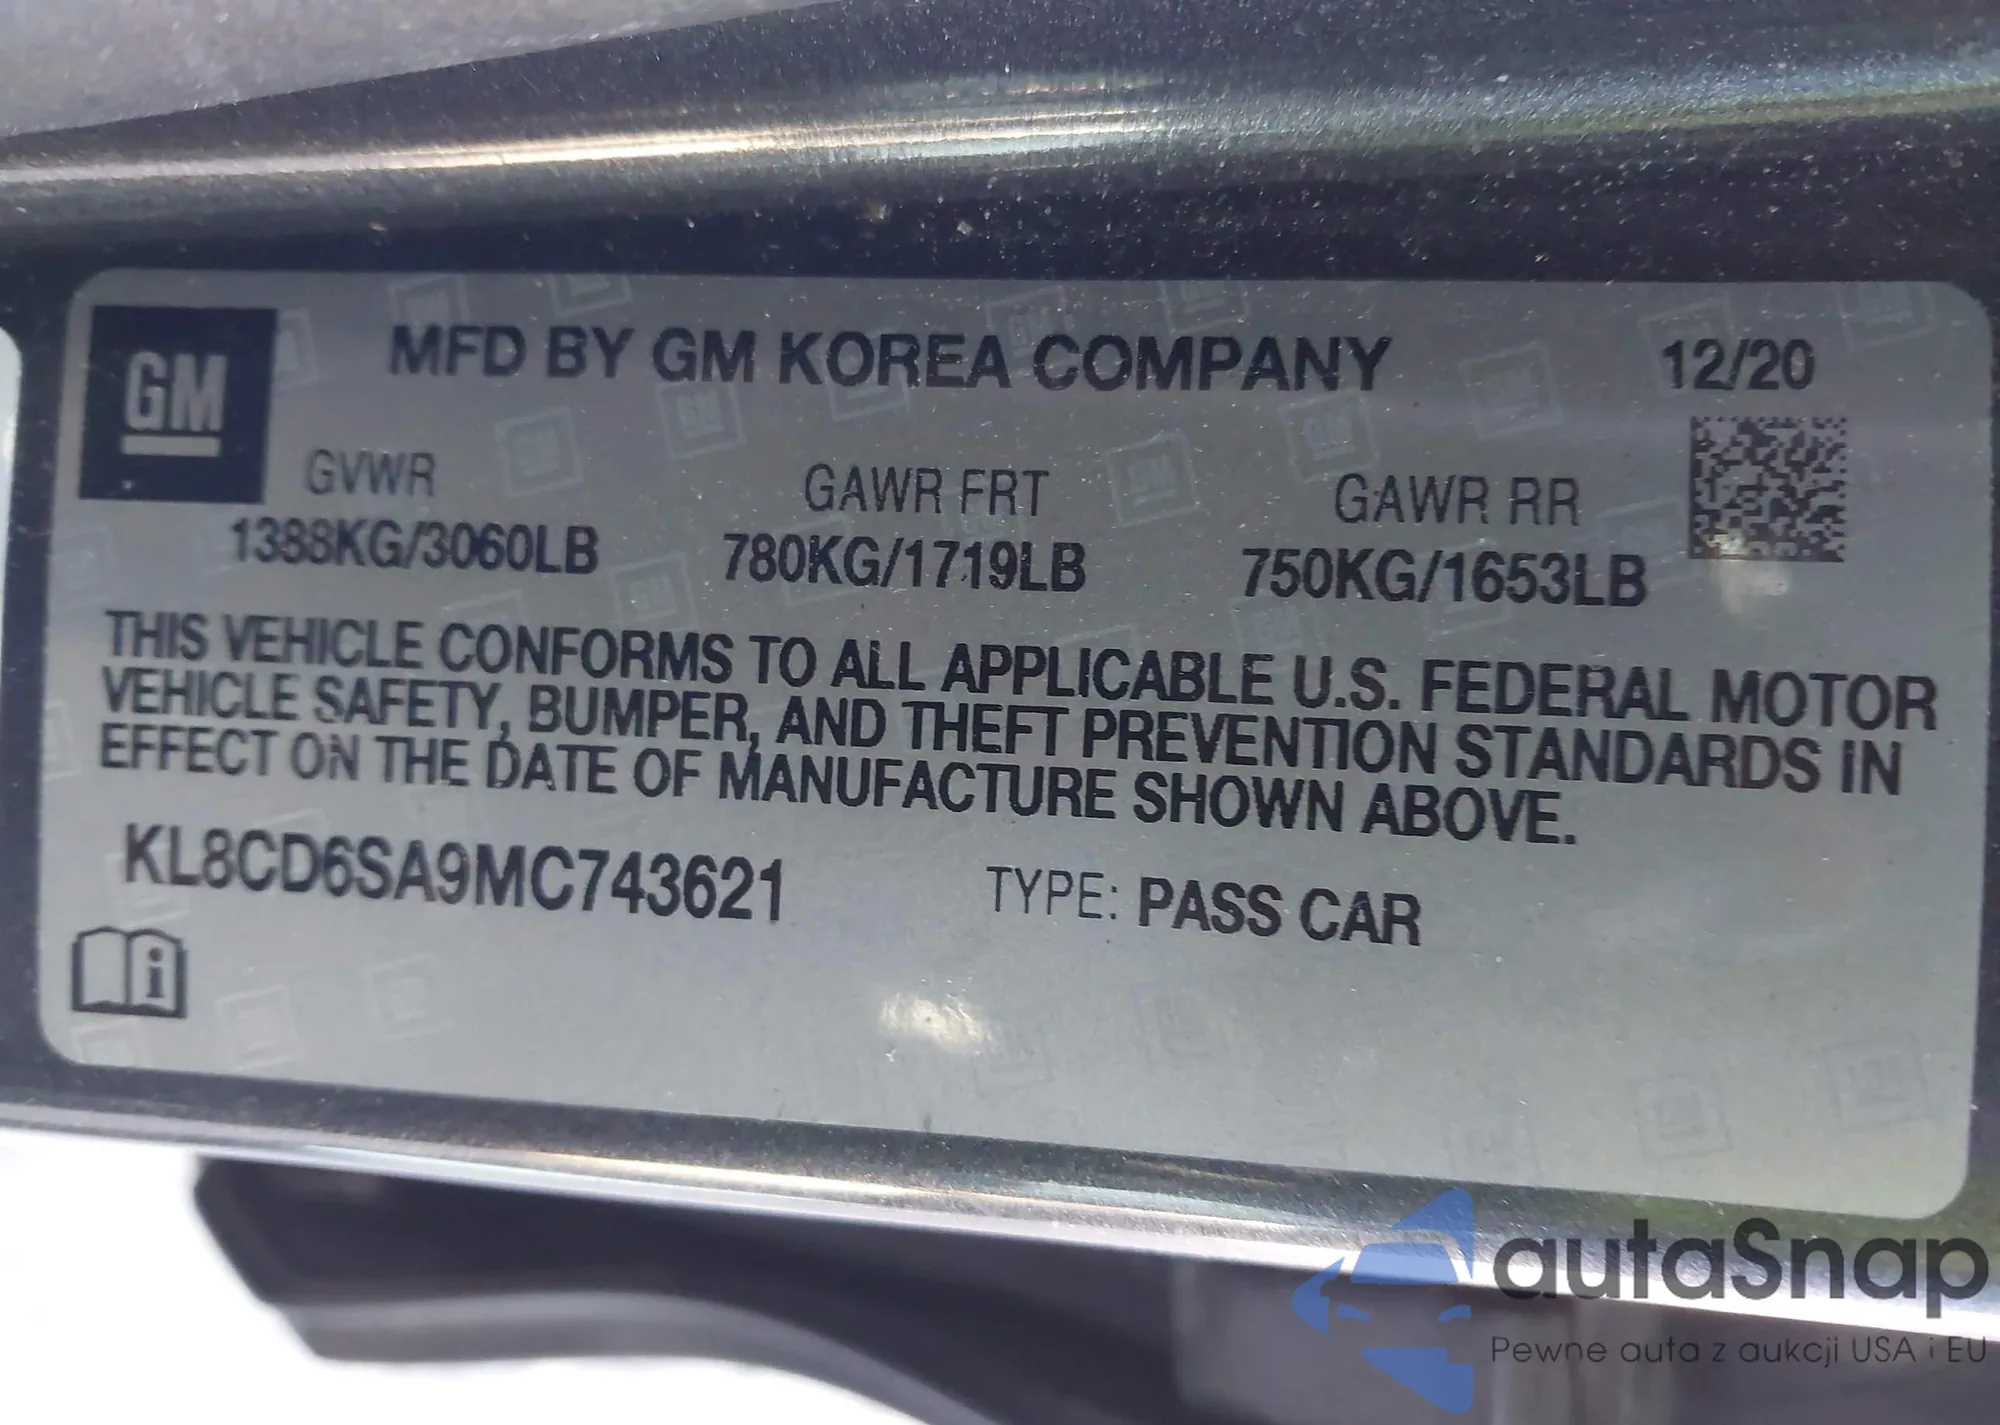 GM
MFD BY GM KOREA COMPANY 12/20
GVWR GAWR FRT GAWR RR
1388KG/3060LB 780KG/1719LB 750KG/1653LB
THIS VEHICLE CONFORMS TO ALL APPLICABLE U.S. FEDERAL MOTOR
VEHICLE SAFETY, BUMPER, AND THEFT PREVENTION STANDARDS IN
EFFECT ON THE DATE OF MANUFACTURE SHOWN ABOVE.
KL8CD6SA9MC743621 TYPE: PASS CAR
autaSnap
Pewne auta z aukcji USA i EU